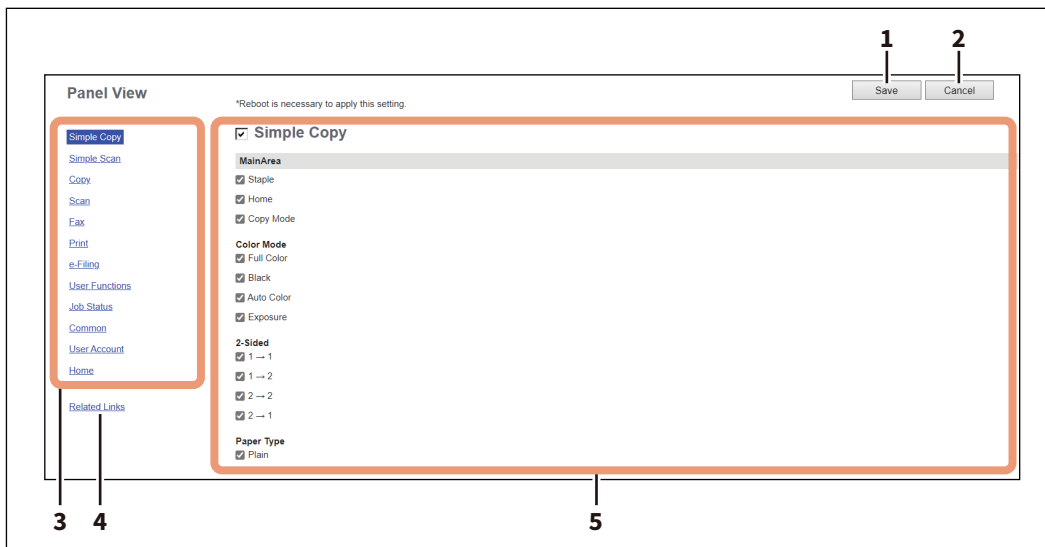 1 2
Panel View
*Reboot is necessary to apply this setting.
Save Cancel
Simple Copy
Simple Scan
Copy
Scan
Fax
Print
e-Filing
User Functions
Job Status
Common
User Account
Home
Related Links
Simple Copy
MainArea
Staple
Home
Copy Mode
Color Mode
Full Color
Black
Auto Color
Exposure
2-Sided
1 → 1
1 → 2
2 → 2
2 → 1
Paper Type
Plain
3 4 5